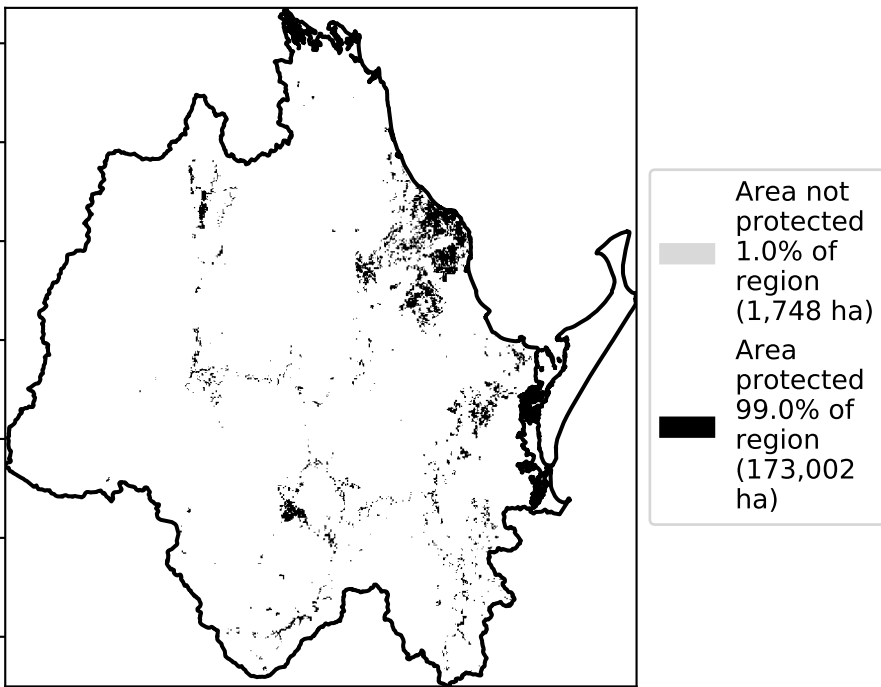 Area not
protected
1.0% of
region
(1,748 ha)
Area
protected
99.0% of
region
(173,002
ha)